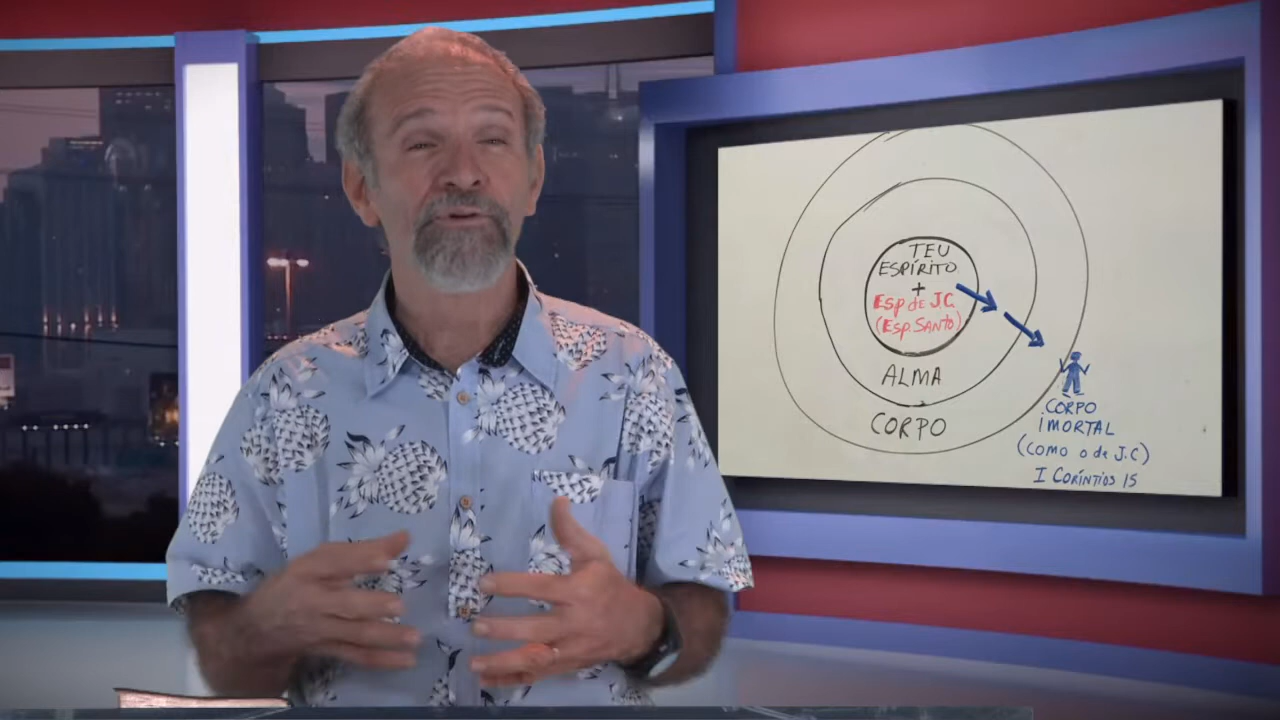 TEU
ESPÍRITO
+
Esp de J.C.
(Esp. SANTO)
ALMA
CORPO
CORPO
iMORTAL
(COMO o de J.C)
I CORÍNTIOS 15